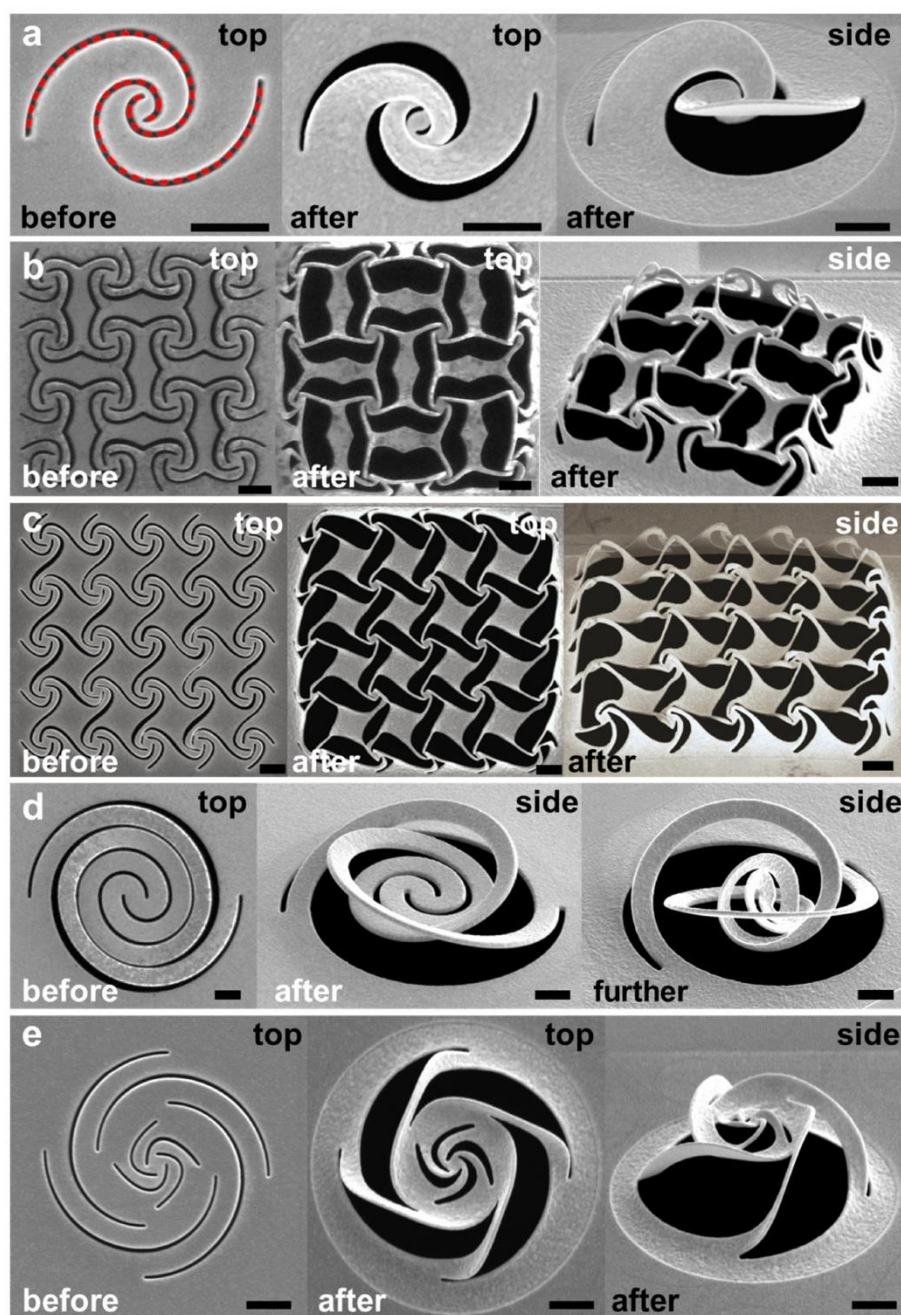 a top top side
before after after
b top top side
before after after
c top top side
before after after
d top side side
before after further
e top top side
before after after